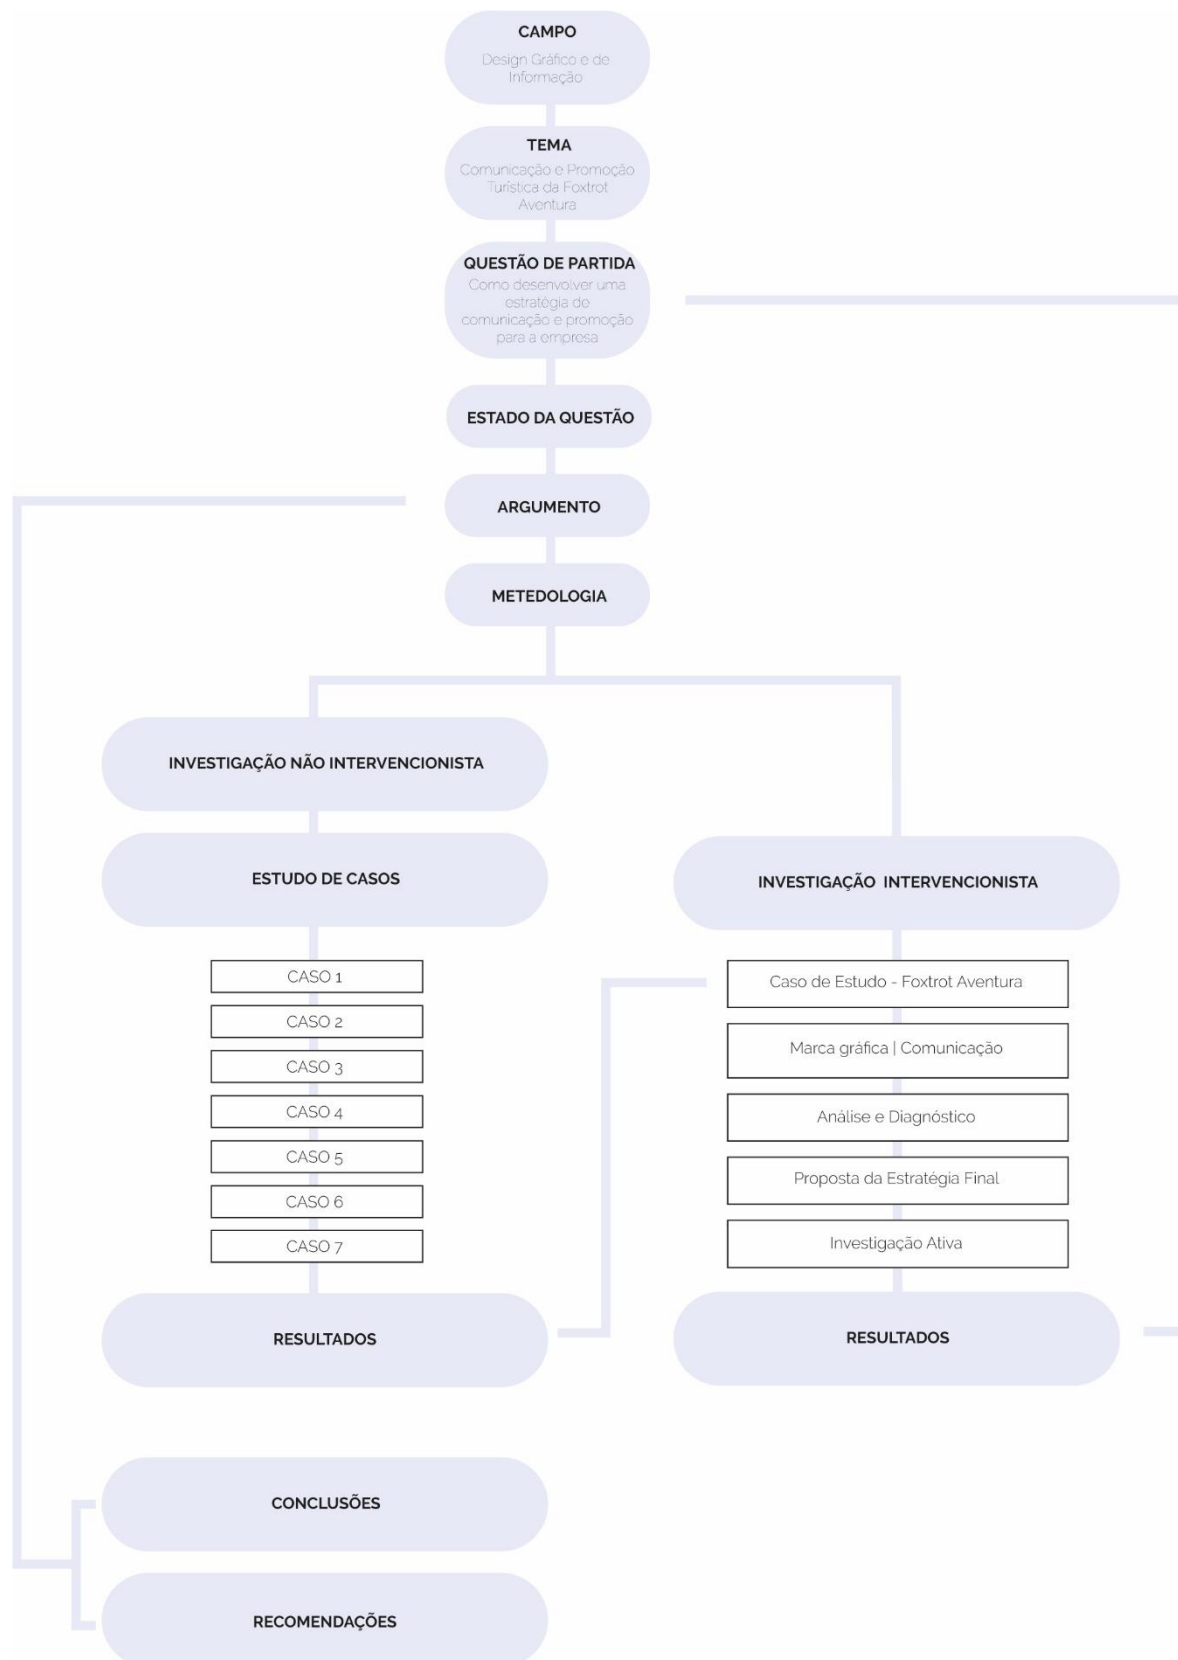 CAMPO
Design Gráfico e de
Informação
TEMA
Comunicação e Promoção
Turística da Foxtrot
Aventura
QUESTÃO DE PARTIDA
Como desenvolver uma
estratégia de
comunicação e promoção
para a empresa
ESTADO DA QUESTÃO
ARGUMENTO
METEDOLOGIA
INVESTIGAÇÃO NÃO INTERVENCIONISTA
ESTUDO DE CASOS
CASO 1
CASO 2
CASO 3
CASO 4
CASO 5
CASO 6
CASO 7
RESULTADOS
INVESTIGAÇÃO INTERVENCIONISTA
Caso de Estudo - Foxtrot Aventura
Marca gráfica | Comunicação
Análise e Diagnóstico
Proposta da Estratégia Final
Investigação Ativa
RESULTADOS
CONCLUSÕES
RECOMENDAÇÕES